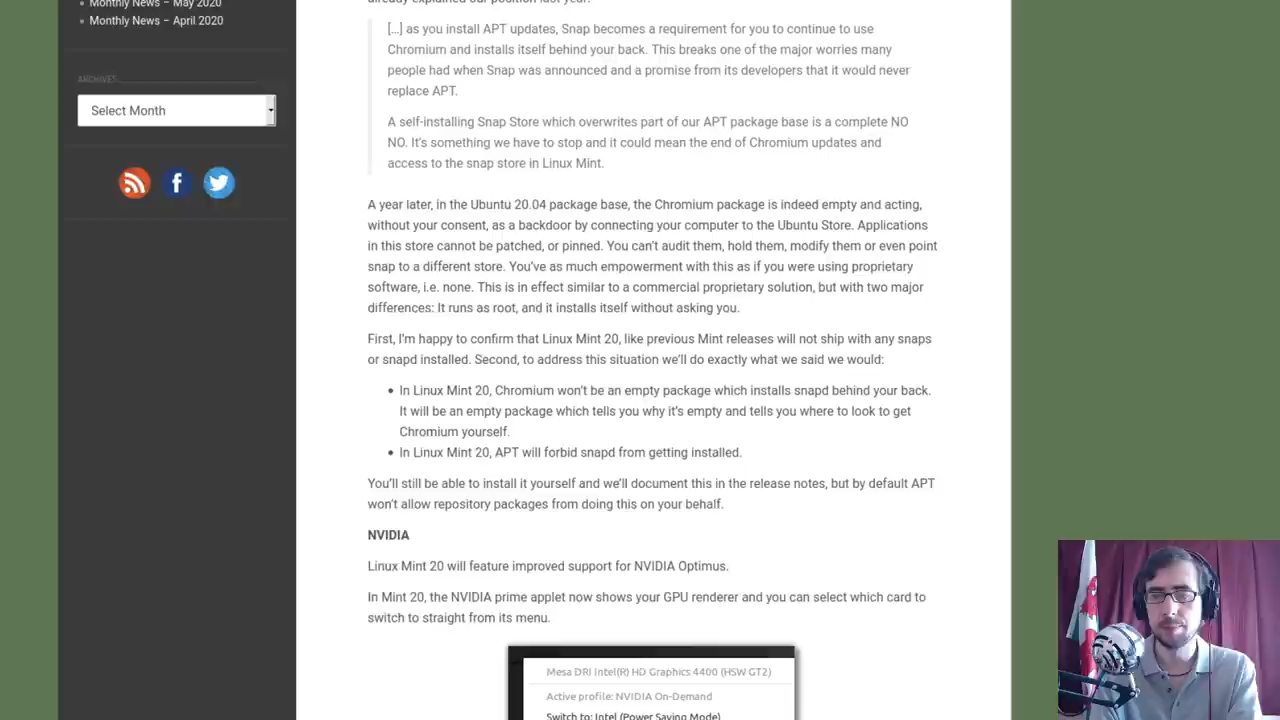 Monthly News – May 2020
Monthly News – April 2020
ARCHIVES
Select Month
already explained our position last year.
[…] as you install APT updates, Snap becomes a requirement for you to continue to use
Chromium and installs itself behind your back. This breaks one of the major worries many
people had when Snap was announced and a promise from its developers that it would never
replace APT.
A self-installing Snap Store which overwrites part of our APT package base is a complete NO
NO. It's something we have to stop and it could mean the end of Chromium updates and
access to the snap store in Linux Mint.
A year later, in the Ubuntu 20.04 package base, the Chromium package is indeed empty and acting,
without your consent, as a backdoor by connecting your computer to the Ubuntu Store. Applications
in this store cannot be patched, or pinned. You can't audit them, hold them, modify them or even point
snap to a different store. You've as much empowerment with this as if you were using proprietary
software, i.e. none. This is in effect similar to a commercial proprietary solution, but with two major
differences: It runs as root, and it installs itself without asking you.
First, I'm happy to confirm that Linux Mint 20, like previous Mint releases will not ship with any snaps
or snapd installed. Second, to address this situation we'll do exactly what we said we would:
In Linux Mint 20, Chromium won't be an empty package which installs snapd behind your back.
It will be an empty package which tells you why it's empty and tells you where to look to get
Chromium yourself.
In Linux Mint 20, APT will forbid snapd from getting installed.
You'll still be able to install it yourself and we'll document this in the release notes, but by default APT
won't allow repository packages from doing this on your behalf.
NVIDIA
Linux Mint 20 will feature improved support for NVIDIA Optimus.
In Mint 20, the NVIDIA prime applet now shows your GPU renderer and you can select which card to
switch to straight from its menu.
Mesa DRI Intel(R) HD Graphics 4400 (HSW GT2)
Active profile: NVIDIA On-Demand
Switch to: Intel (Power Saving Mode)